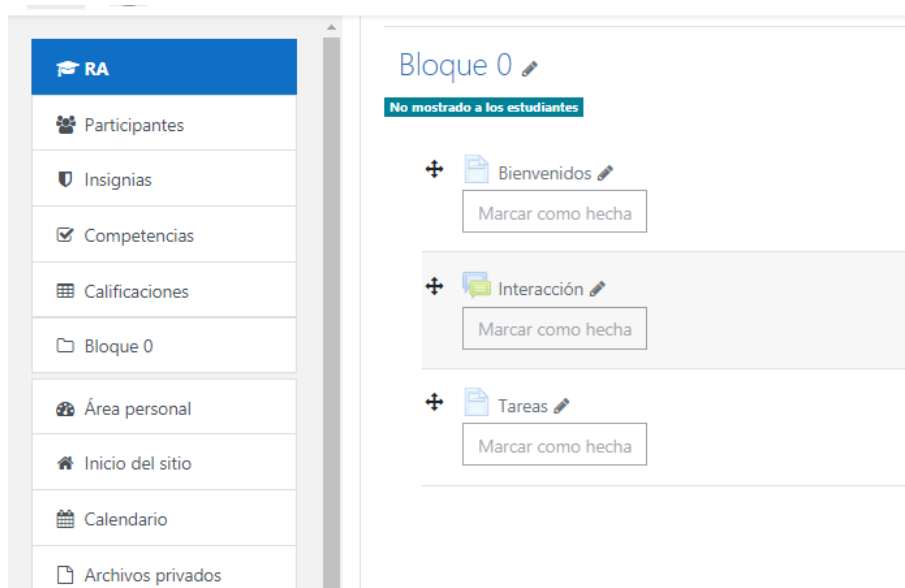 RA
Participantes
Insignias
Competencias
Calificaciones
Bloque 0
Área personal
Inicio del sitio
Calendario
Archivos privados
Bloque 0
No mostrado a los estudiantes
Bienvenidos
Marcar como hecha
Interacción
Marcar como hecha
Tareas
Marcar como hecha